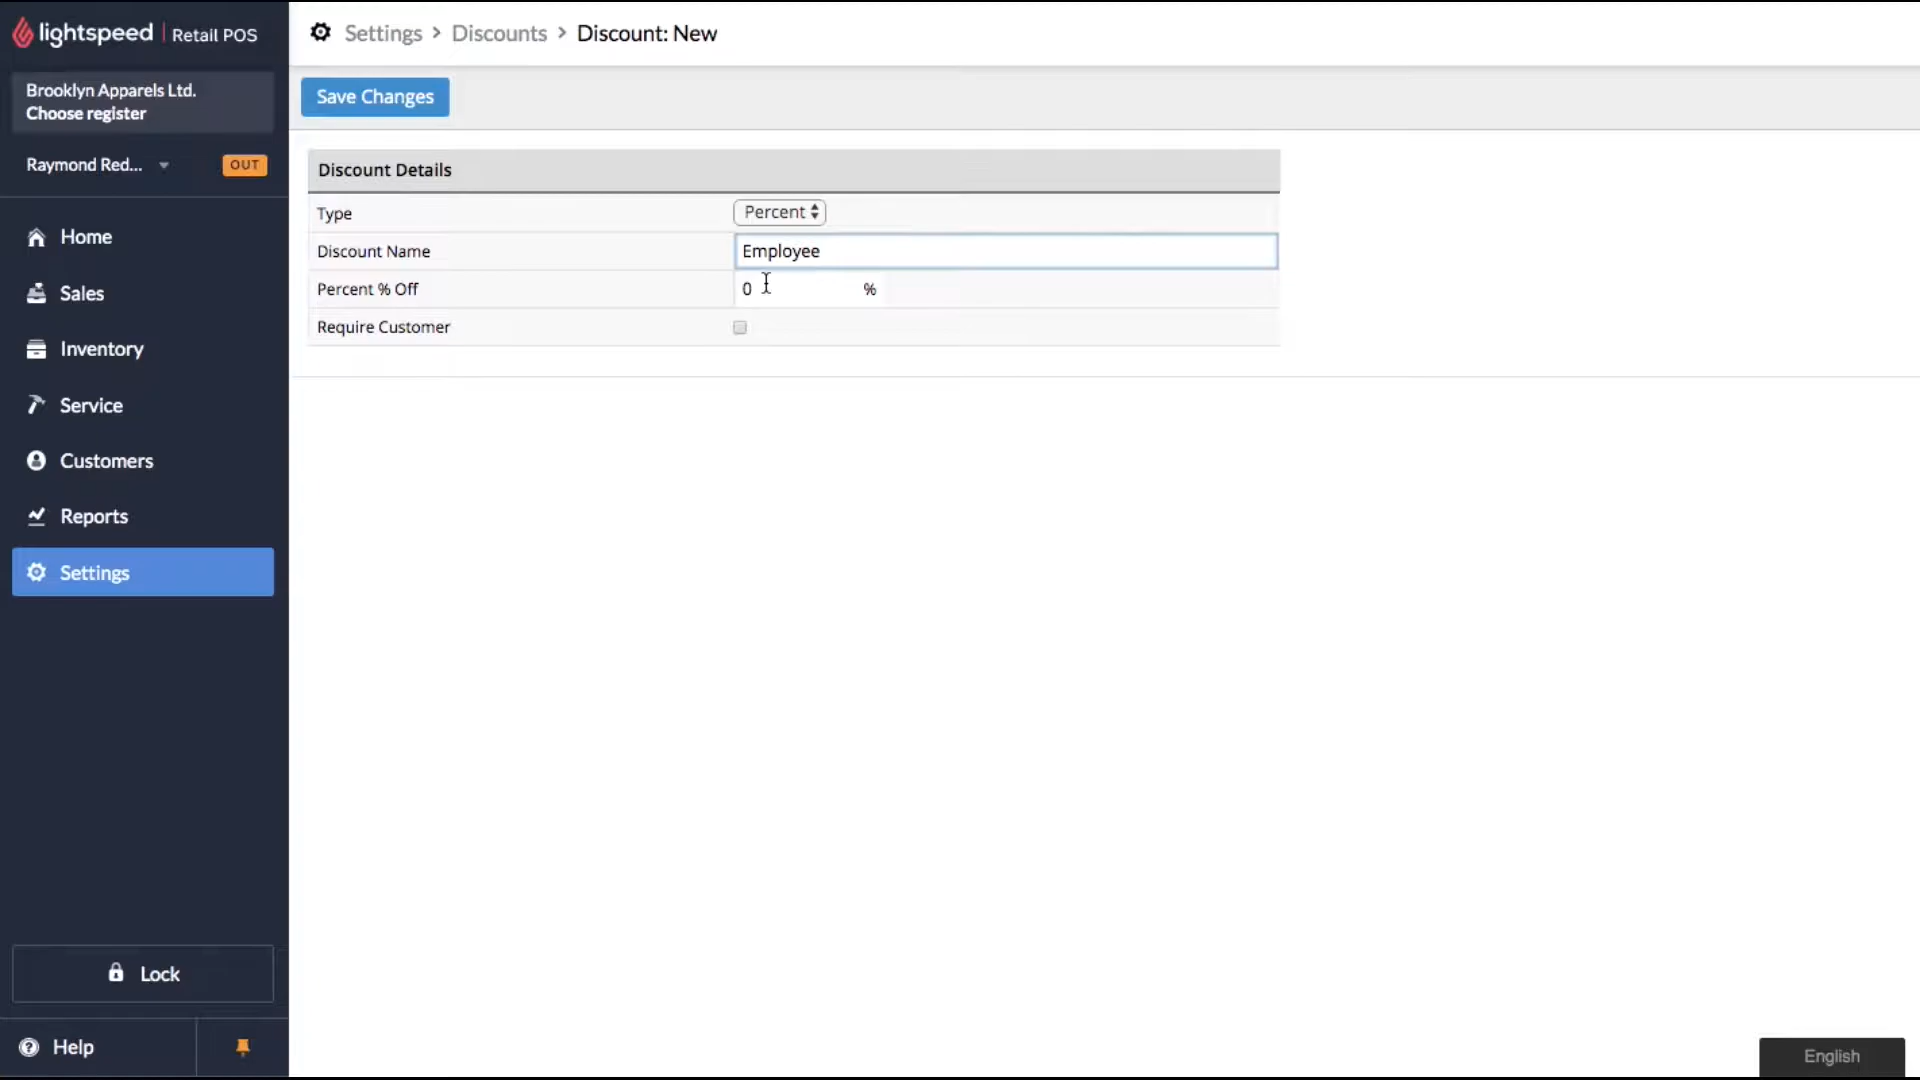 lightspeed | Retail POS
Settings > Discounts > Discount: New
Brooklyn Apparels Ltd.
Choose register
Save Changes
Raymond Red...
OUT
Home
Sales
Inventory
Service
Customers
Reports
Settings
Lock
Help
Discount Details
Type Percent
Discount Name Employee
Percent % Off 0 %
Require Customer
English